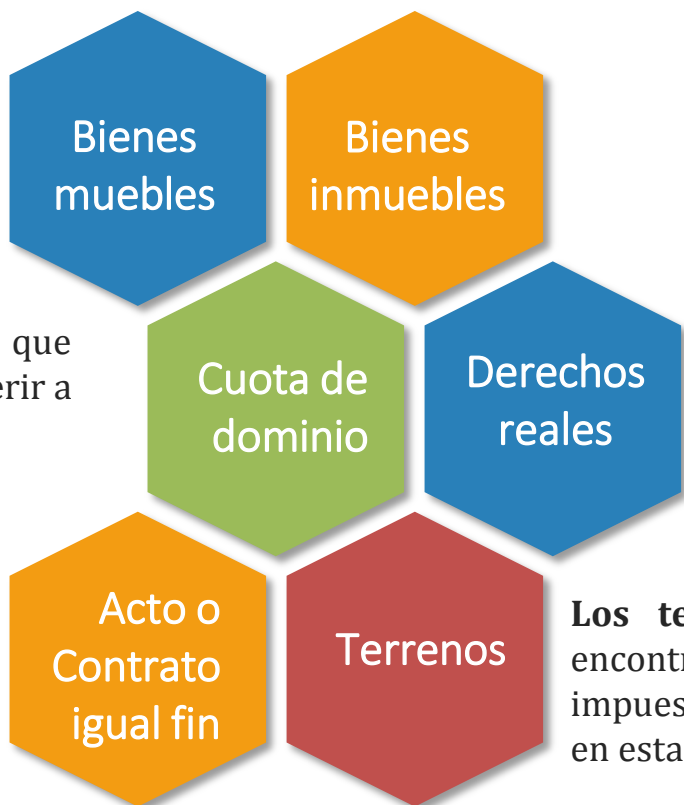 Bienes
muebles
Bienes
inmuebles
que
erir a
Cuota de
dominio
Derechos
reales
Acto o
Contrato
igual fin
Terrenos
Los te
encontr
impues
en esta